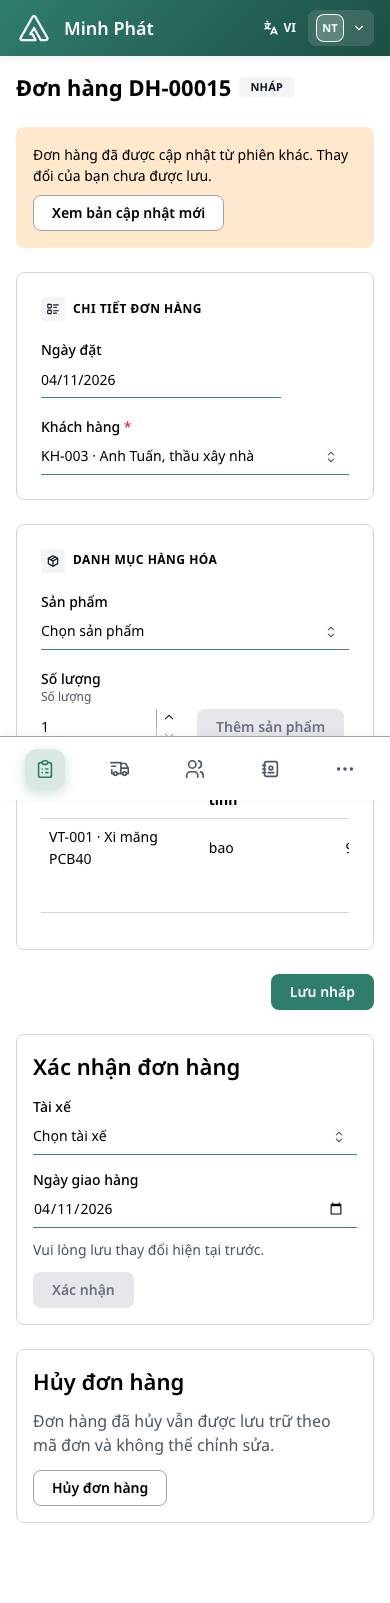 Minh Phát
VI
NT
Đơn hàng DH-00015
NHÁP
Đơn hàng đã được cập nhật từ phiên khác. Thay
đổi của bạn chưa được lưu.
Xem bản cập nhật mới
CHI TIẾT ĐƠN HÀNG
Ngày đặt
04/11/2026
Khách hàng *
KH-003 · Anh Tuấn, thầu xây nhà
DANH MỤC HÀNG HÓA
Sản phẩm
Chọn sản phẩm
Số lượng
Số lượng
1
Thêm sản phẩm
tính
VT-001 · Xi măng
PCB40
bao
Lưu nháp
Xác nhận đơn hàng
Tài xế
Chọn tài xế
Ngày giao hàng
04/11/2026
Vui lòng lưu thay đổi hiện tại trước.
Xác nhận
Hủy đơn hàng
Đơn hàng đã hủy vẫn được lưu trữ theo
mã đơn và không thể chỉnh sửa.
Hủy đơn hàng